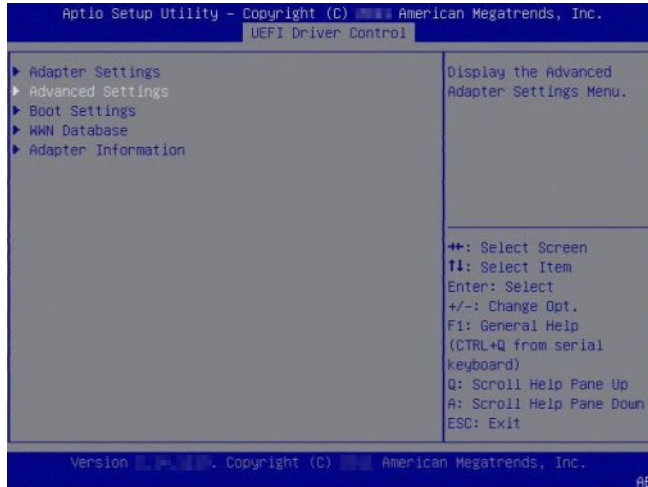 Aptio Setup Utility – Copyright (C) American Megatrends, Inc.
UEFI Driver Control
Adapter Settings
Advanced Settings
Boot Settings
WWN Database
Adapter Information
Display the Advanced
Adapter Settings Menu.
→←: Select Screen
↑↓: Select Item
Enter: Select
+/-: Change Opt.
F1: General Help
(CTRL+Q from serial
keyboard)
Q: Scroll Help Pane Up
A: Scroll Help Pane Down
ESC: Exit
Version . Copyright (C) American Megatrends, Inc.